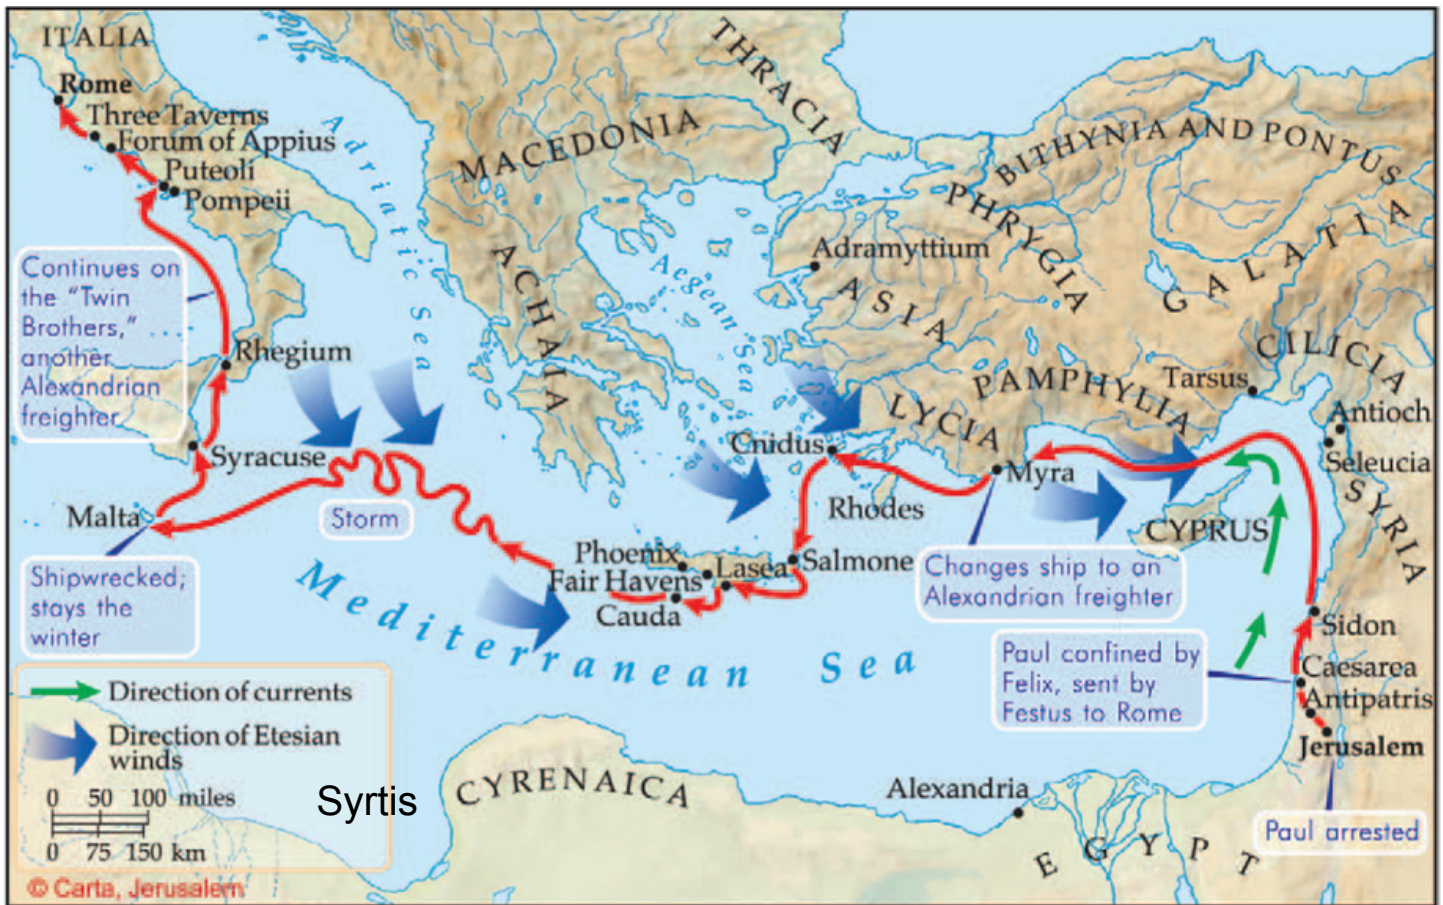 ITALIA
Rome
Three Taverns
Forum of Appius
Puteoli
Pompeii
Adriatic Sea
MACEDONIA
THRACIA
BITHYNIA AND PONTUS
PHRYGIA
GALATIA
Adramyttium
ASIA
Aegean Sea
ACHAIA
Continues on
the "Twin
Brothers,"
another
Alexandrian
freighter
Rhegium
CILICIA
Tarsus
PAMPHYLIA
LYCIA
Antioch
Seleucia
SYRIA
Cnidus
Myra
Rhodes
Syracuse
Malta
Storm
CYPRUS
Phoenix
Fair Havens
Lasea
Salmone
Cauda
Changes ship to an
Alexandrian freighter
Shipwrecked;
stays the
winter
Mediterranean Sea
Sidon
Caesarea
Antipatris
Jerusalem
Paul confined by
Felix, sent by
Festus to Rome
Direction of currents
Direction of Etesian
winds
0 50 100 miles
0 75 150 km
Syrtis
CYRENAICA
Alexandria
EGYPT
Paul arrested
© Carta, Jerusalem